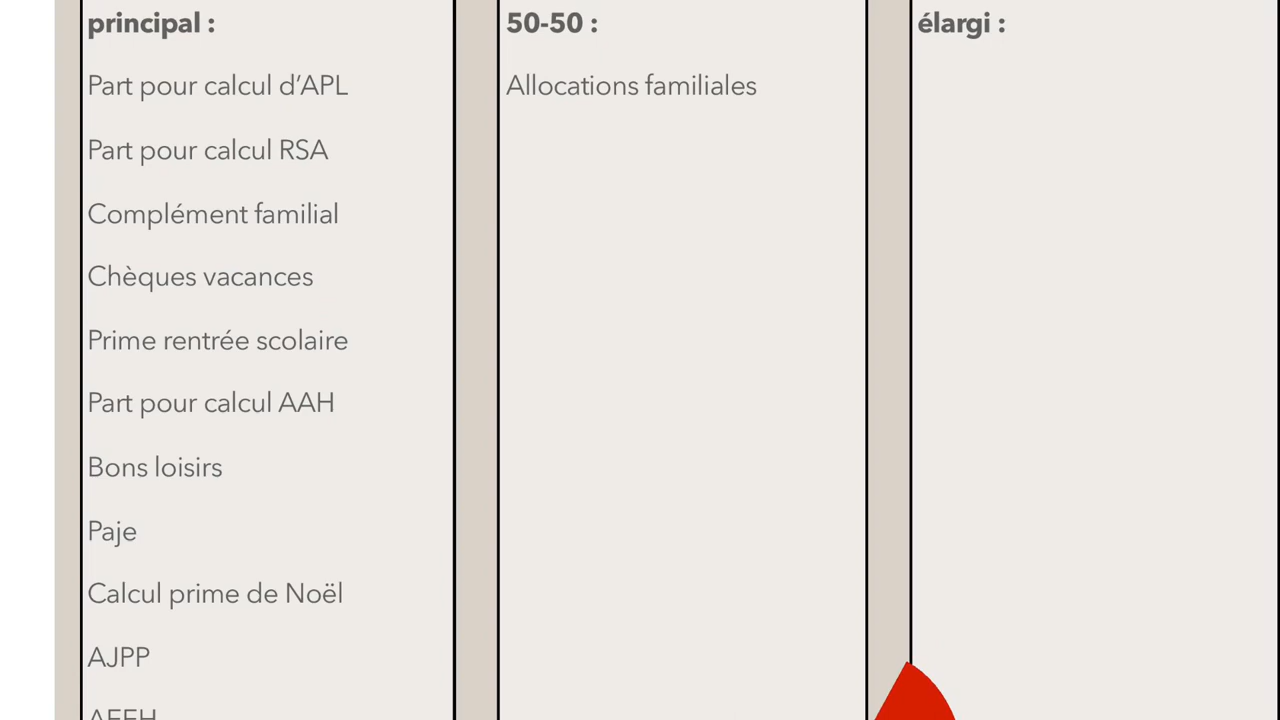 principal :
Part pour calcul d’APL
Part pour calcul RSA
Complément familial
Chèques vacances
Prime rentrée scolaire
Part pour calcul AAH
Bons loisirs
Paje
Calcul prime de Noël
AJPP
50-50 :
Allocations familiales
élargi :